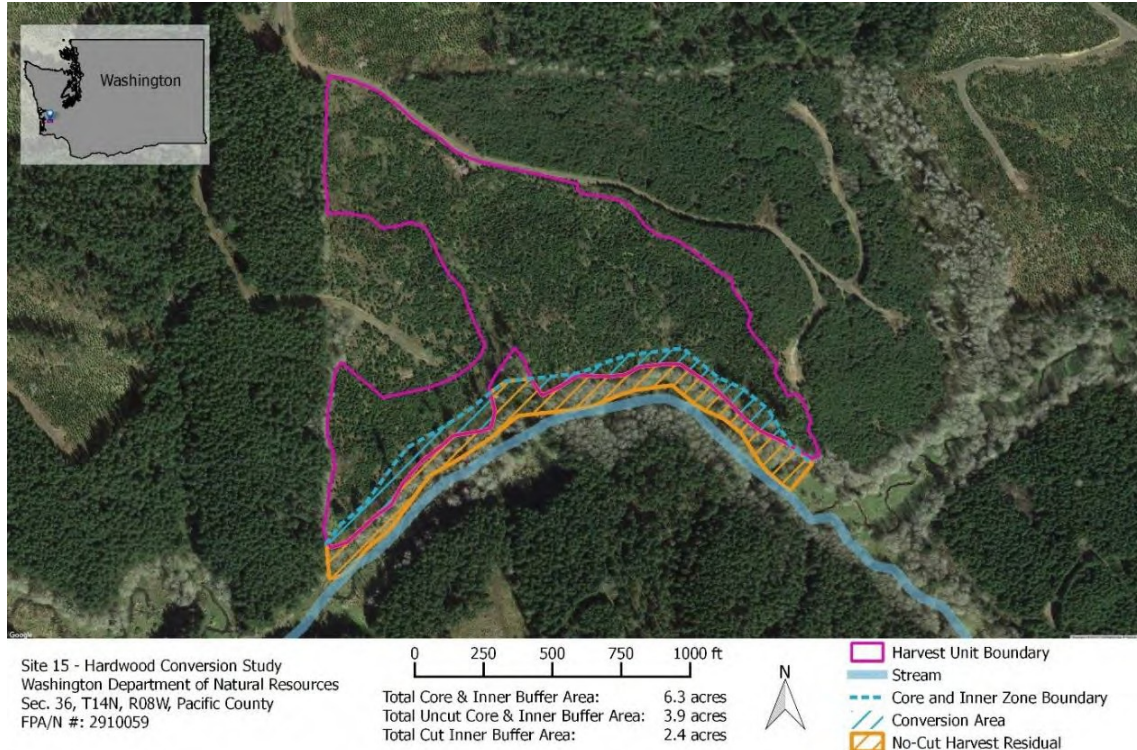 Washington
Google
Site 15 - Hardwood Conversion Study
Washington Department of Natural Resources
Sec. 36, T14N, R08W, Pacific County
FPA/N #: 2910059
0 250 500 750 1000 ft
Total Core & Inner Buffer Area: 6.3 acres
Total Uncut Core & Inner Buffer Area: 3.9 acres
Total Cut Inner Buffer Area: 2.4 acres
N
Harvest Unit Boundary
Stream
Core and Inner Zone Boundary
Conversion Area
No-Cut Harvest Residual